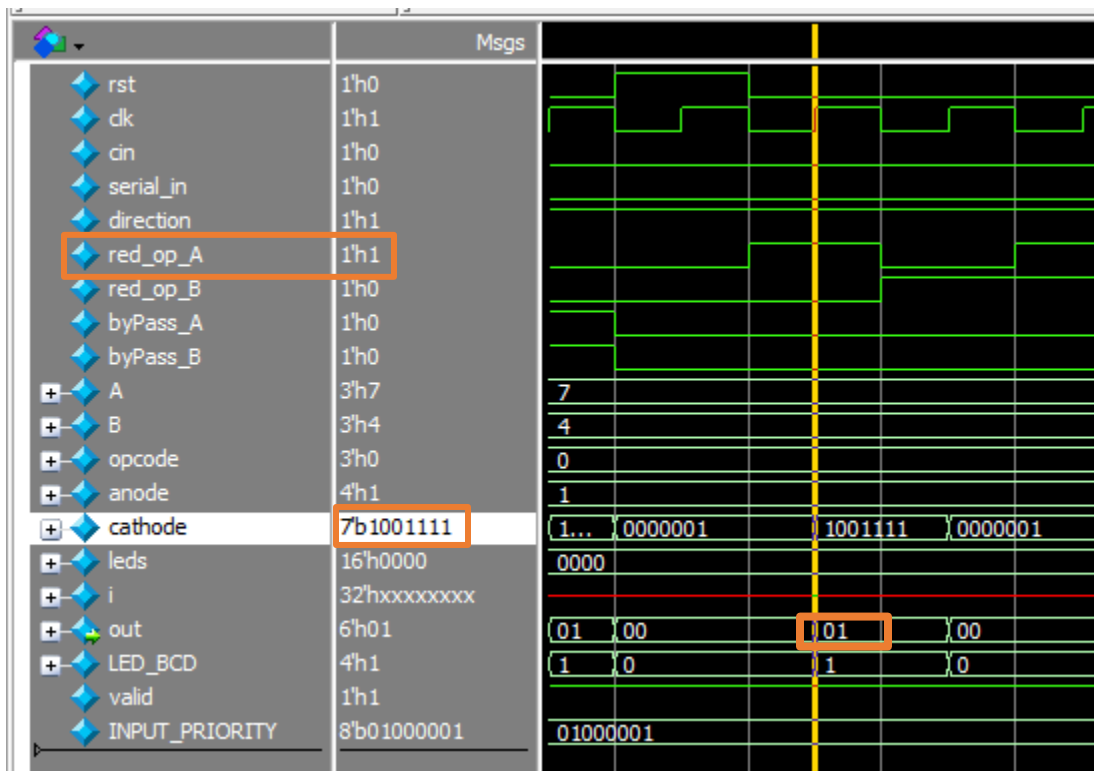 Msgs
rst 1'h0
clk 1'h1
cin 1'h0
serial_in 1'h0
direction 1'h1
red_op_A 1'h1
red_op_B 1'h0
byPass_A 1'h0
byPass_B 1'h0
A 3'h7 7
B 3'h4 4
opcode 3'h0 0
anode 4'h1 1
cathode 7'b1001111 1... 0000001 1001111 0000001
leds 16'h0000 0000
i 32'hxxxxxxxx
out 6'h01 01 00 01 00
LED_BCD 4'h1 1 0 1 0
valid 1'h1
INPUT_PRIORITY 8'b01000001 01000001